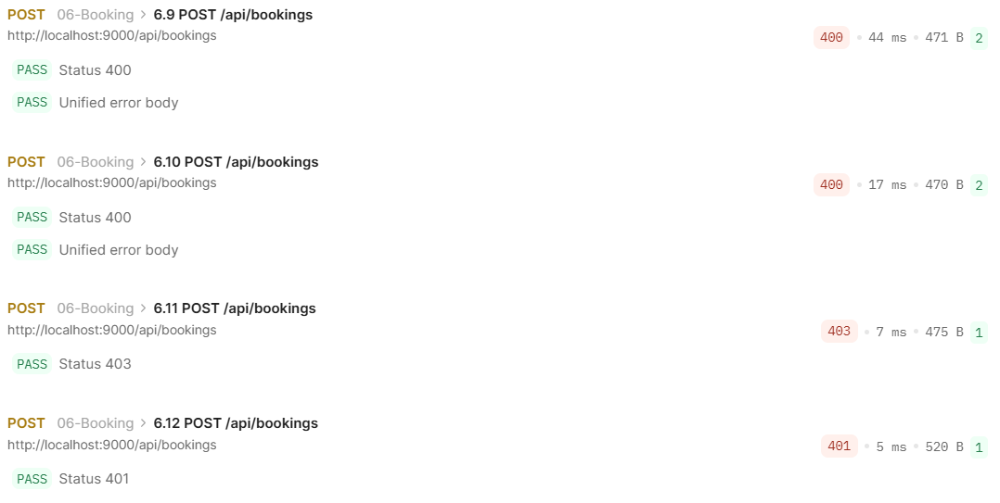 POST 06-Booking > 6.9 POST /api/bookings
http://localhost:9000/api/bookings
400 • 44 ms • 471 B 2
PASS Status 400
PASS Unified error body
POST 06-Booking > 6.10 POST /api/bookings
http://localhost:9000/api/bookings
400 • 17 ms • 470 B 2
PASS Status 400
PASS Unified error body
POST 06-Booking > 6.11 POST /api/bookings
http://localhost:9000/api/bookings
403 • 7 ms • 475 B 1
PASS Status 403
POST 06-Booking > 6.12 POST /api/bookings
http://localhost:9000/api/bookings
401 • 5 ms • 520 B 1
PASS Status 401